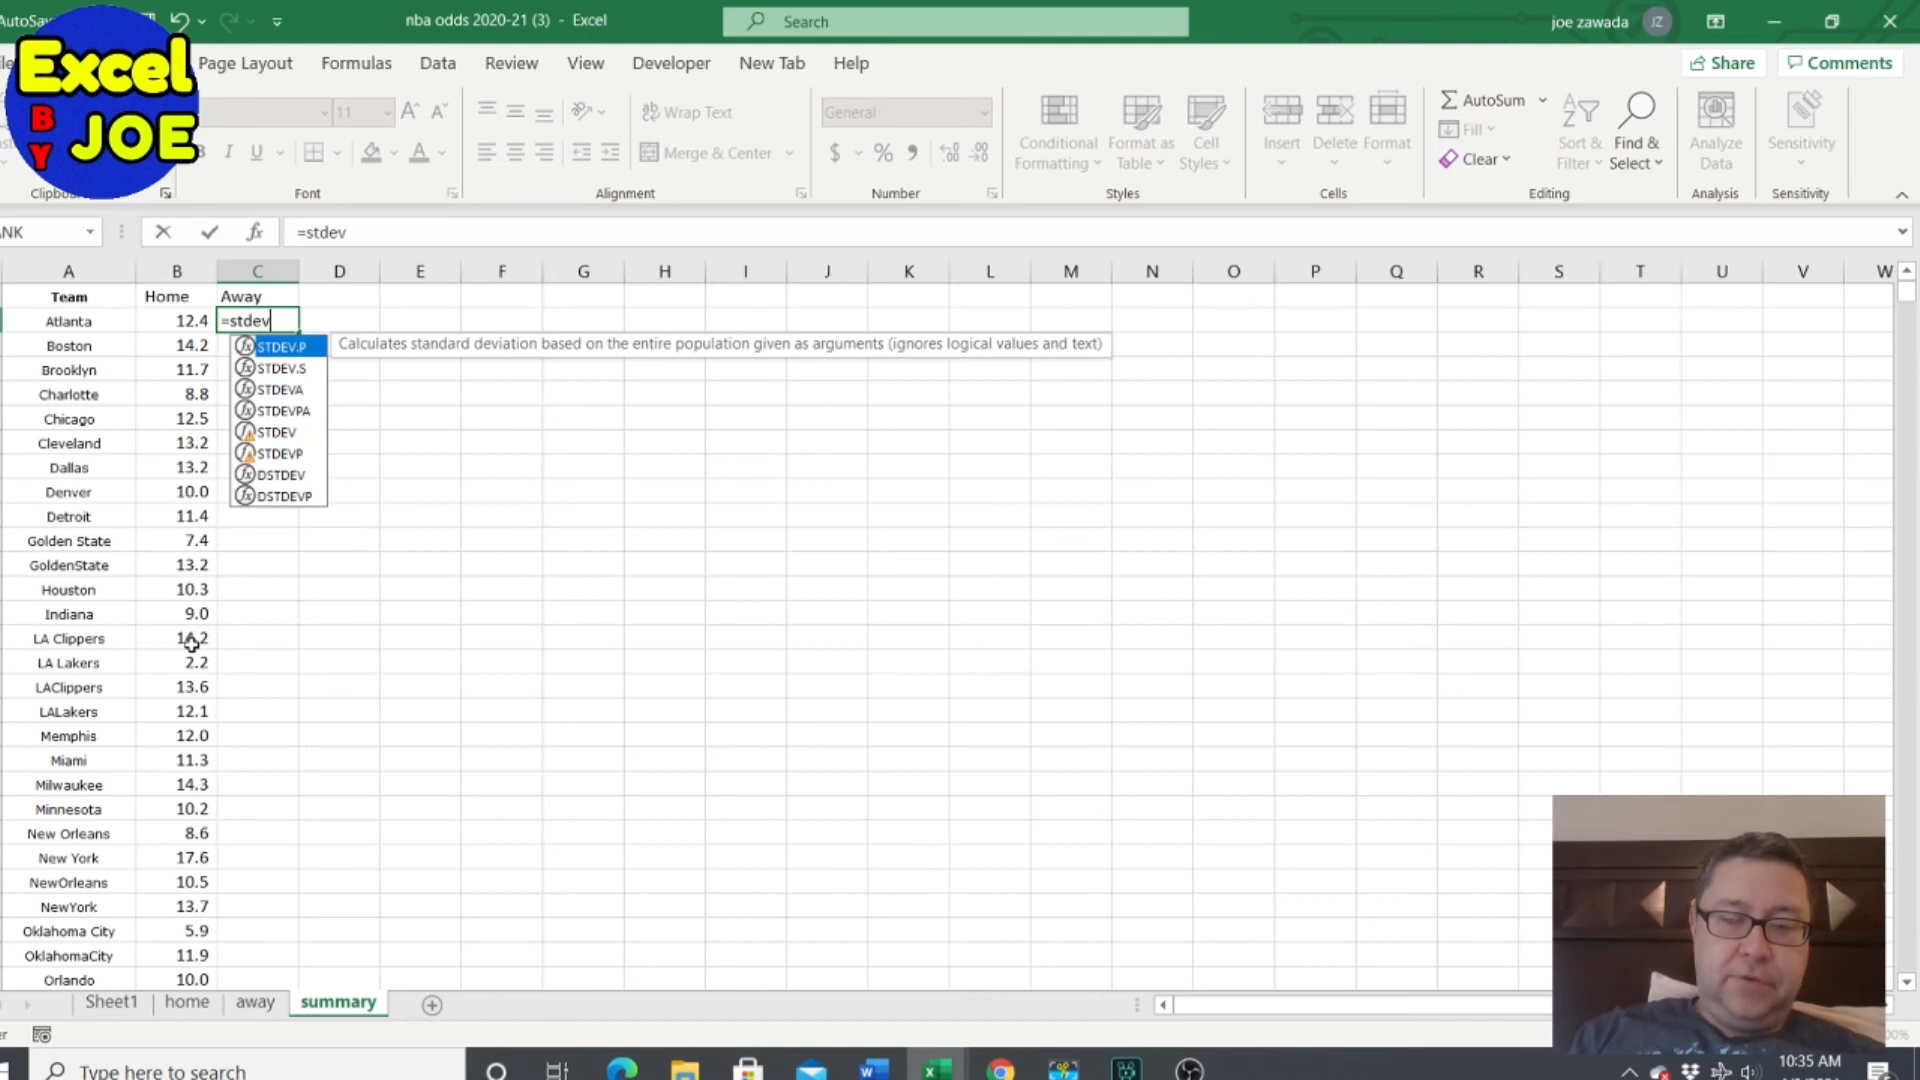 AutoSa
nba odds 2020-21 (3) - Excel
Search
joe zawada
JZ
Excel
BY
JOE
Page Layout
Formulas
Data
Review
View
Developer
New Tab
Help
Share
Comments
11
Wrap Text
General
Merge & Center
Conditional Formatting
Format as Table
Cell Styles
Insert
Delete
Format
AutoSum
Fill
Clear
Sort & Filter
Find & Select
Analyze Data
Sensitivity
Font
Alignment
Number
Styles
Cells
Editing
Analysis
Sensitivity
NK
=stdev
A B C D E F G H I J K L M N O P Q R S T U V W
Team Home Away
Atlanta 12.4 =stdev
Boston 14.2
Brooklyn 11.7
Charlotte 8.8
Chicago 12.5
Cleveland 13.2
Dallas 13.2
Denver 10.0
Detroit 11.4
Golden State 7.4
GoldenState 13.2
Houston 10.3
Indiana 9.0
LA Clippers
LA Lakers 2.2
LAClippers 13.6
LALakers 12.1
Memphis 12.0
Miami 11.3
Milwaukee 14.3
Minnesota 10.2
New Orleans 8.6
New York 17.6
NewOrleans 10.5
NewYork 13.7
Oklahoma City 5.9
OklahomaCity 11.9
Orlando 10.0
STDEV.P
STDEV.S
STDEVA
STDEVPA
STDEV
STDEVP
DSTDEV
DSTDEVP
Calculates standard deviation based on the entire population given as arguments (ignores logical values and text)
Sheet1
home
away
summary
Type here to search
10:35 AM